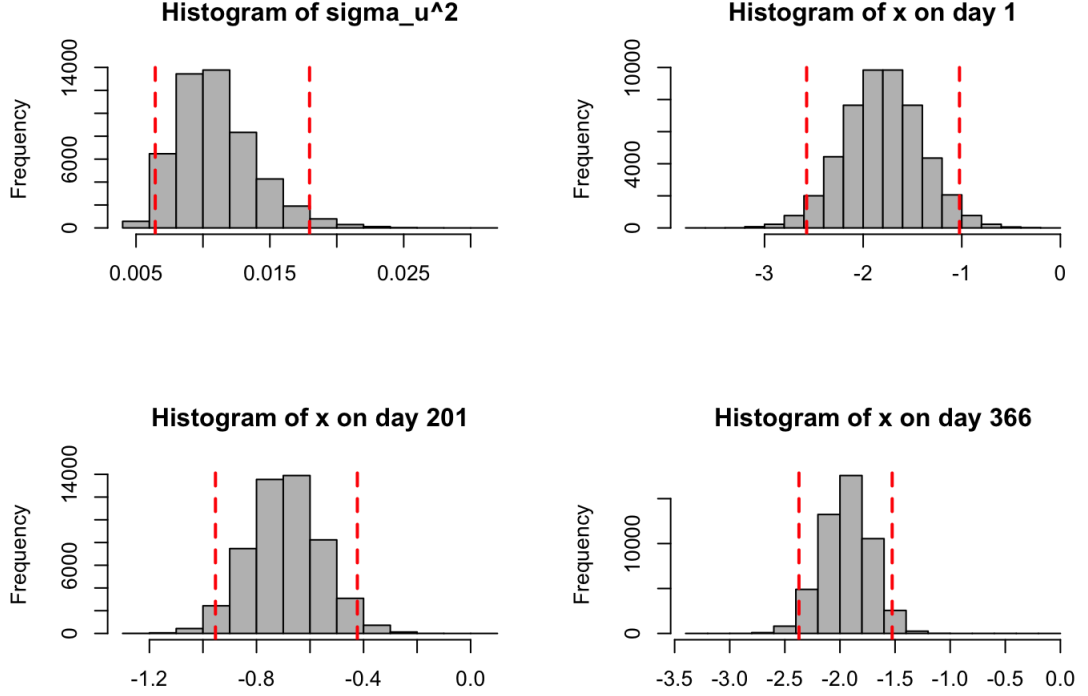 Histogram of sigma_u^2
Frequency
0 6000 14000
0.005 0.015 0.025
Histogram of x on day 1
Frequency
0 4000 10000
-3 -2 -1 0
Histogram of x on day 201
Frequency
0 6000 14000
-1.2 -0.8 -0.4 0.0
Histogram of x on day 366
Frequency
0 10000
-3.5 -3.0 -2.5 -2.0 -1.5 -1.0 -0.5 0.0